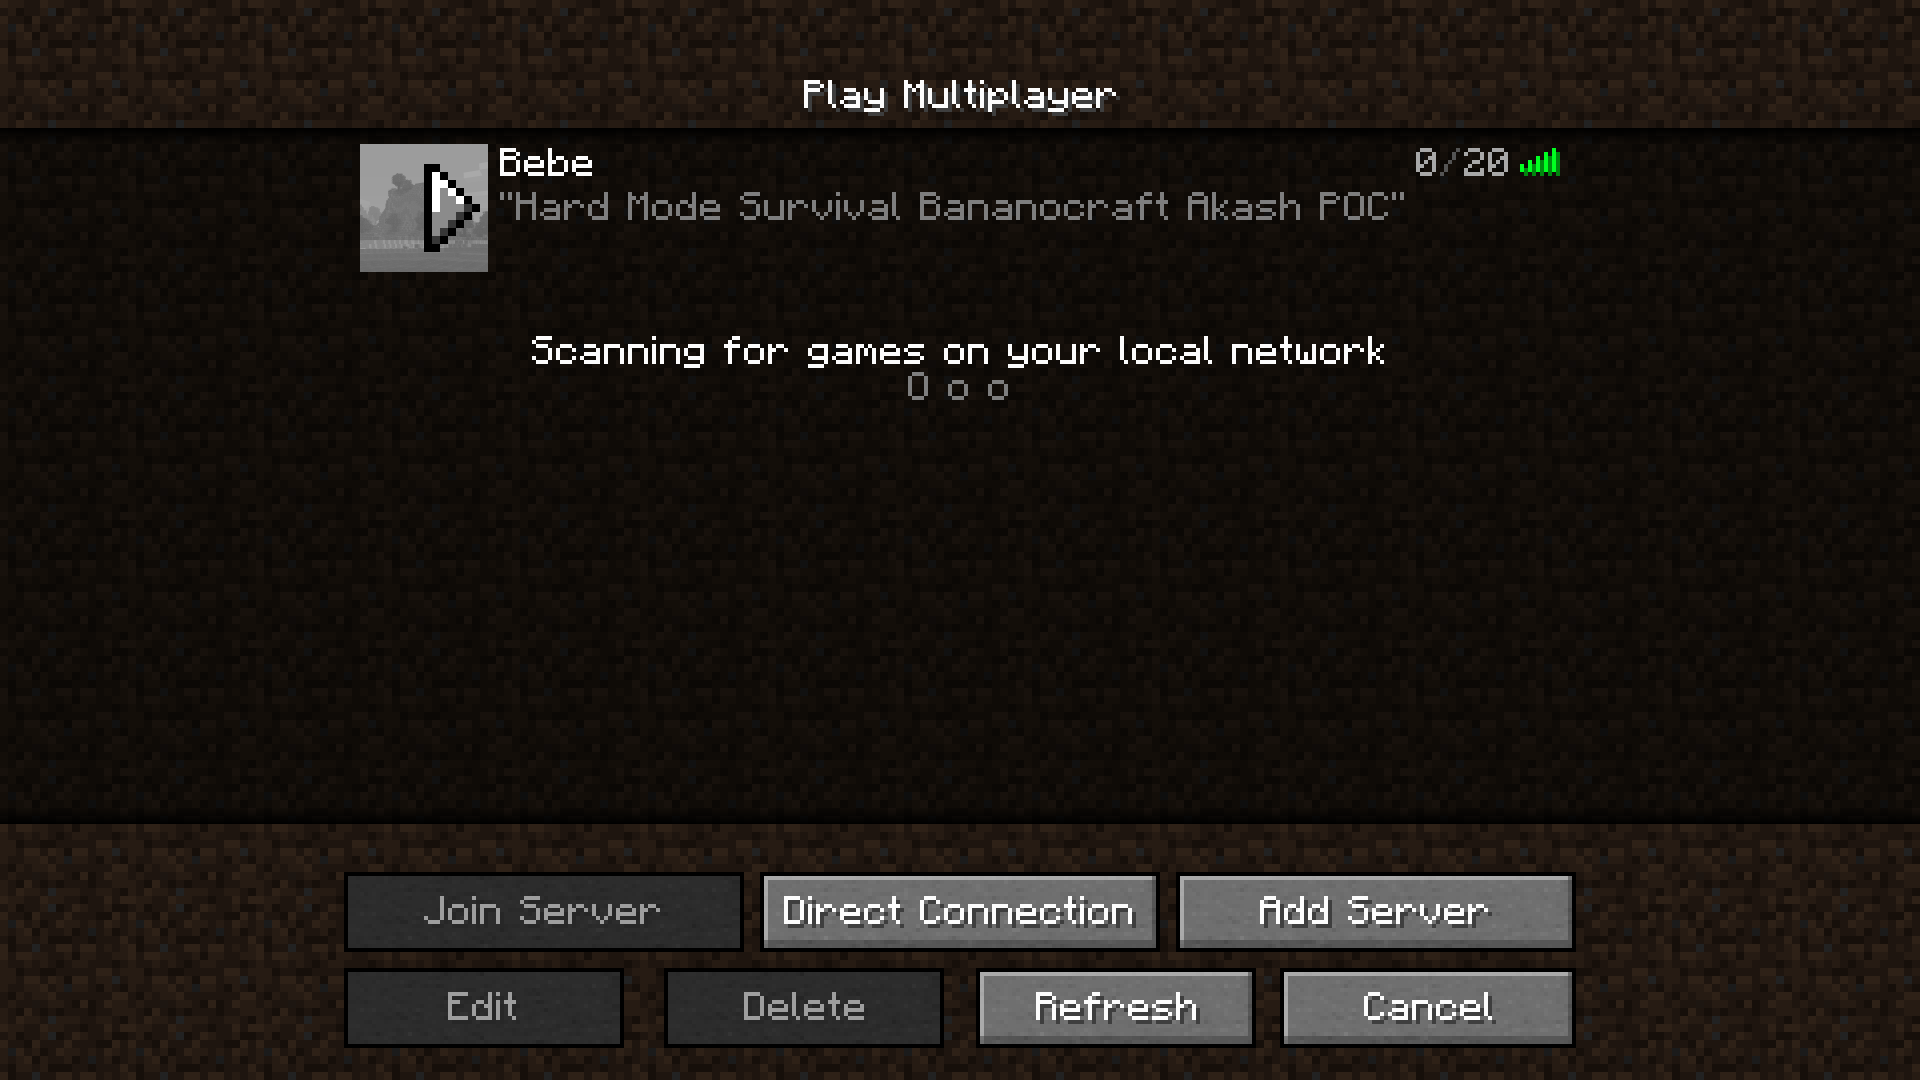 Play Multiplayer
Bebe
0/20
"Hard Mode Survival Bananocraft Akash POC"
Scanning for games on your local network
O o o
Join Server
Direct Connection
Add Server
Edit
Delete
Refresh
Cancel